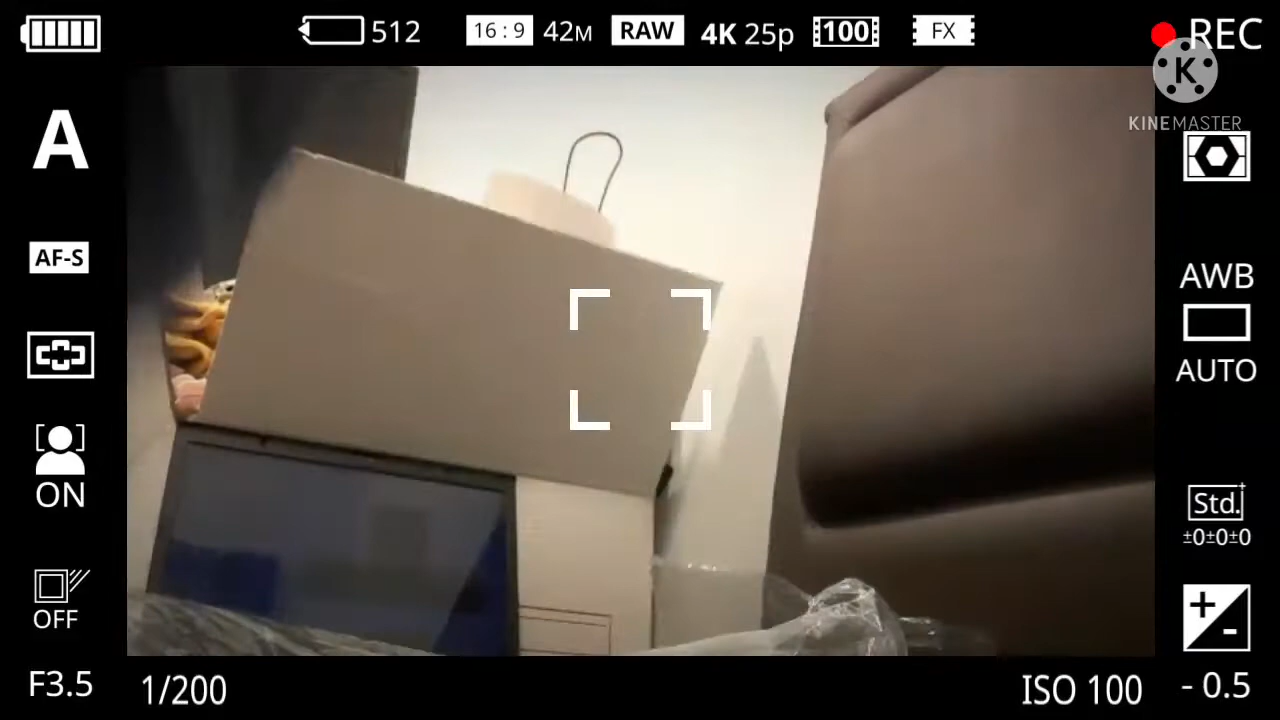 512 16:9 42M RAW 4K 25p 100 FX REC
K
KINEMASTER
A
AF-S
AWB
AUTO
ON
Std.+
±0±0±0
OFF
+ -
F3.5 1/200 ISO 100 - 0.5